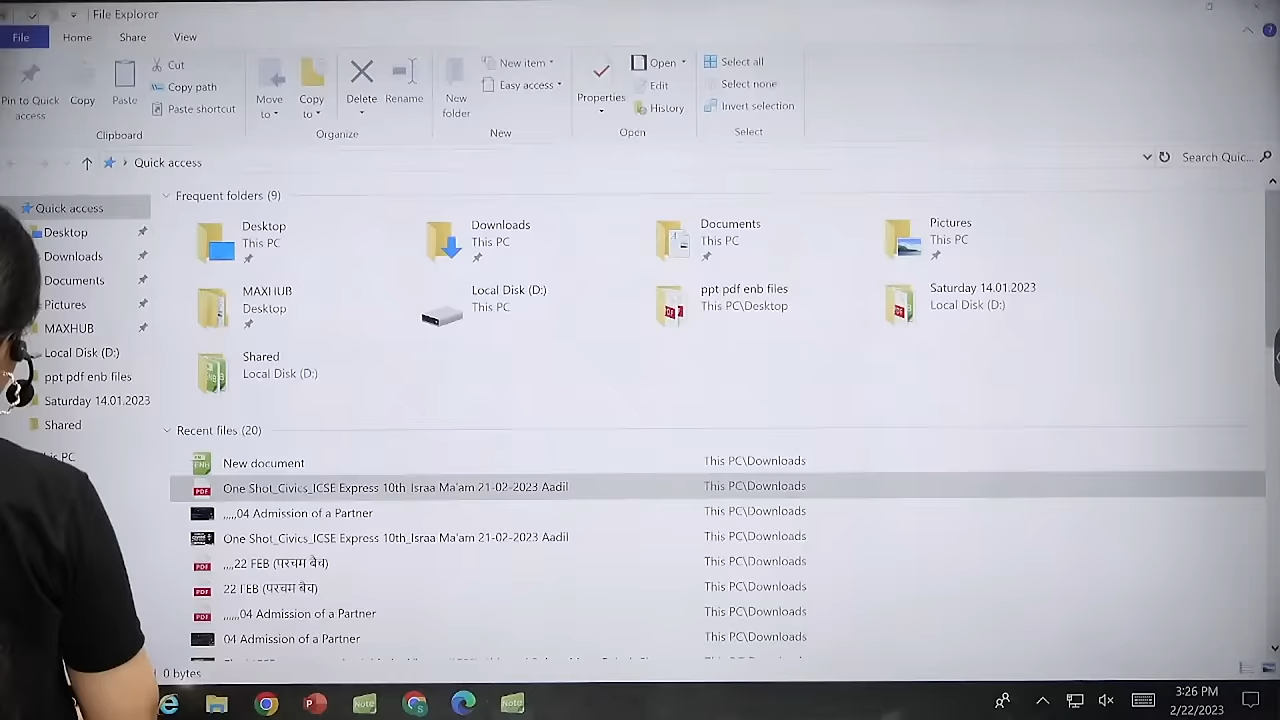 File Explorer
File Home Share View
Pin to Quick access
Copy
Paste
Cut
Copy path
Paste shortcut
Clipboard
Move to
Copy to
Delete
Rename
Organize
New folder
New item
Easy access
New
Properties
Open
Edit
History
Open
Select all
Select none
Invert selection
Select
Quick access
Search Quic...
Quick access
Desktop
Downloads
Documents
Pictures
MAXHUB
Local Disk (D:)
ppt pdf enb files
Saturday 14.01.2023
Shared
Frequent folders (9)
Desktop
This PC
Downloads
This PC
Documents
This PC
Pictures
This PC
MAXHUB
Desktop
Local Disk (D:)
This PC
ppt pdf enb files
This PC\Desktop
Saturday 14.01.2023
Local Disk (D:)
Shared
Local Disk (D:)
Recent files (20)
New document This PC\Downloads
One Shot_Civics_ICSE Express 10th_Israa Ma'am 21-02-2023 Aadil This PC\Downloads
,,,,,04 Admission of a Partner This PC\Downloads
One Shot_Civics_ICSE Express 10th_Israa Ma'am 21-02-2023 Aadil This PC\Downloads
,,,,22 FEB (परचम बैच) This PC\Downloads
22 FEB (परचम बैच) This PC\Downloads
,,,,,,04 Admission of a Partner This PC\Downloads
04 Admission of a Partner This PC\Downloads
0 bytes
Note
Note
3:26 PM
2/22/2023